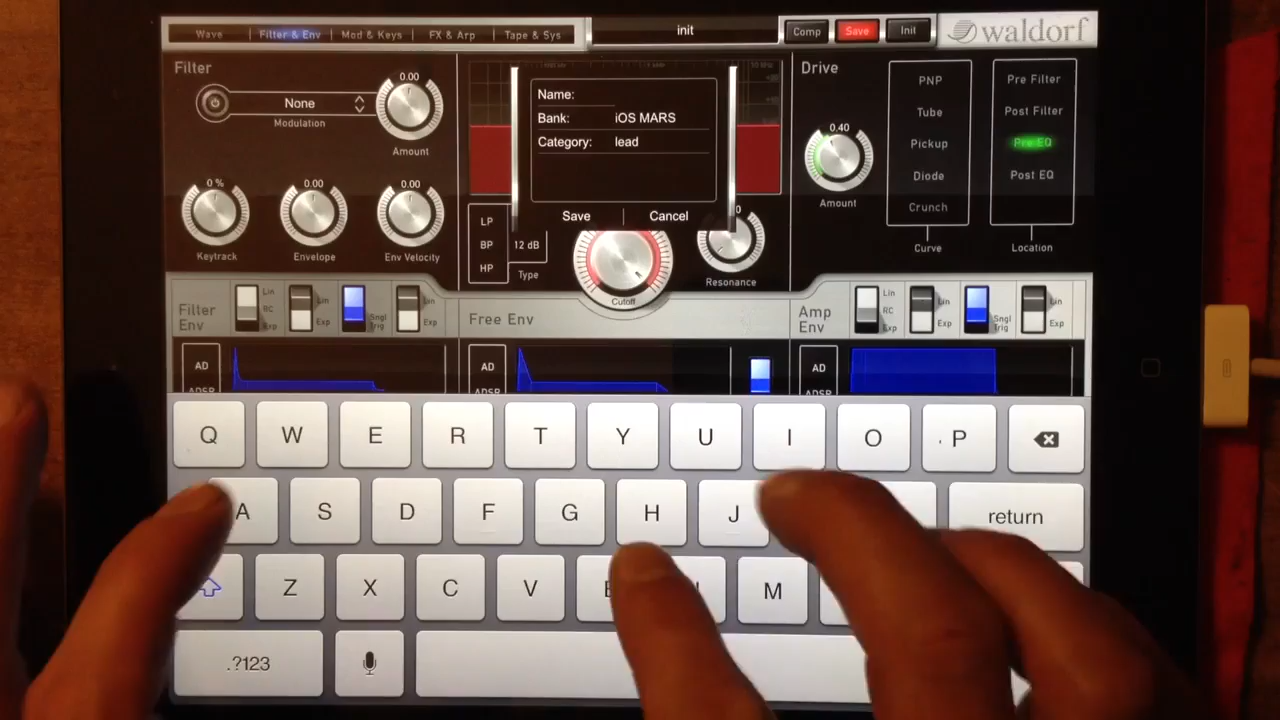 Wave | Filter & Env | Mod & Keys | FX & Arp | Tape & Sys
init
Comp Save Init
waldorf
Filter
None
Modulation
0.00
Amount
0 %
Keytrack
0.00
Envelope
0.00
Env Velocity
Name:
Bank: iOS MARS
Category: lead
Save | Cancel
LP
BP
HP
12 dB
Type
Cutoff
Resonance
Drive
0.40
Amount
PNP
Tube
Pickup
Diode
Crunch
Curve
Pre Filter
Post Filter
Pre EQ
Post EQ
Location
Filter
Env
Lin
RC
Exp
Lin
Exp
Sngl
Trig
Lin
Exp
Free Env
Amp
Env
Lin
RC
Exp
Lin
Exp
Sngl
Trig
Lin
Exp
AD
ADSR
AD
ADSR
AD
ADSR
Q W E R T Y U I O P
A S D F G H J return
Z X C V M
.?123